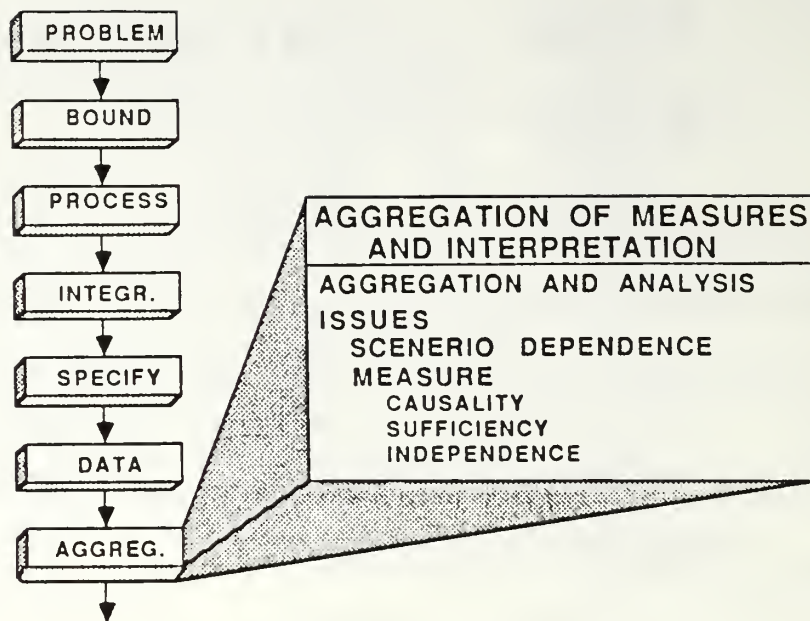 PROBLEM
BOUND
PROCESS
INTEGR.
SPECIFY
DATA
AGGREG.
AGGREGATION OF MEASURES
AND INTERPRETATION
AGGREGATION AND ANALYSIS
ISSUES
SCENERIO DEPENDENCE
MEASURE
CAUSALITY
SUFFICIENCY
INDEPENDENCE